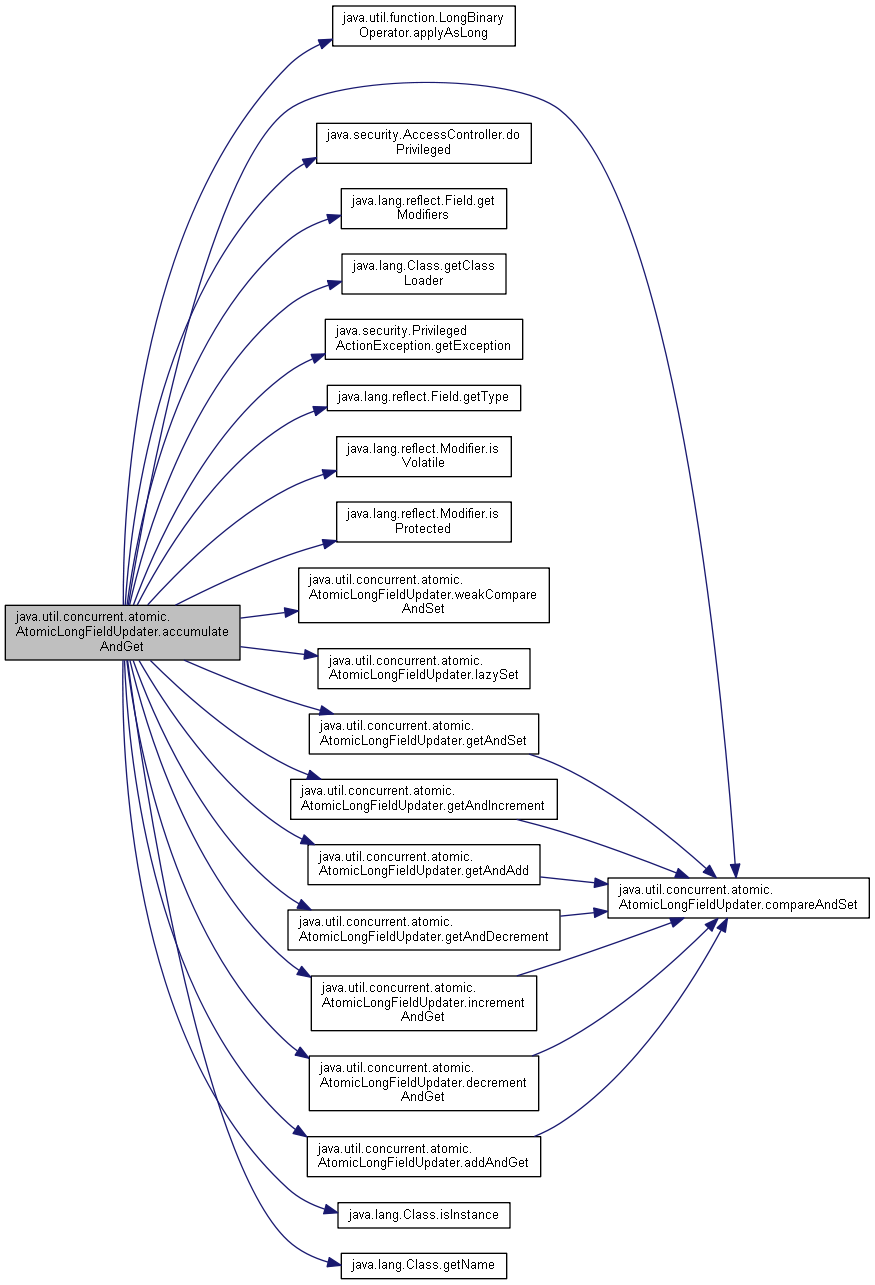 java.util.function.LongBinary
Operator.applyAsLong
java.security.AccessController.do
Privileged
java.lang.reflect.Field.get
Modifiers
java.lang.Class.getClass
Loader
java.security.Privileged
ActionException.getException
java.lang.reflect.Field.getType
java.lang.reflect.Modifier.is
Volatile
java.lang.reflect.Modifier.is
Protected
java.util.concurrent.atomic.
AtomicLongFieldUpdater.weakCompare
AndSet
java.util.concurrent.atomic.
AtomicLongFieldUpdater.accumulate
AndGet
java.util.concurrent.atomic.
AtomicLongFieldUpdater.lazySet
java.util.concurrent.atomic.
AtomicLongFieldUpdater.getAndSet
java.util.concurrent.atomic.
AtomicLongFieldUpdater.getAndIncrement
java.util.concurrent.atomic.
AtomicLongFieldUpdater.getAndAdd
java.util.concurrent.atomic.
AtomicLongFieldUpdater.compareAndSet
java.util.concurrent.atomic.
AtomicLongFieldUpdater.getAndDecrement
java.util.concurrent.atomic.
AtomicLongFieldUpdater.increment
AndGet
java.util.concurrent.atomic.
AtomicLongFieldUpdater.decrement
AndGet
java.util.concurrent.atomic.
AtomicLongFieldUpdater.addAndGet
java.lang.Class.isInstance
java.lang.Class.getName